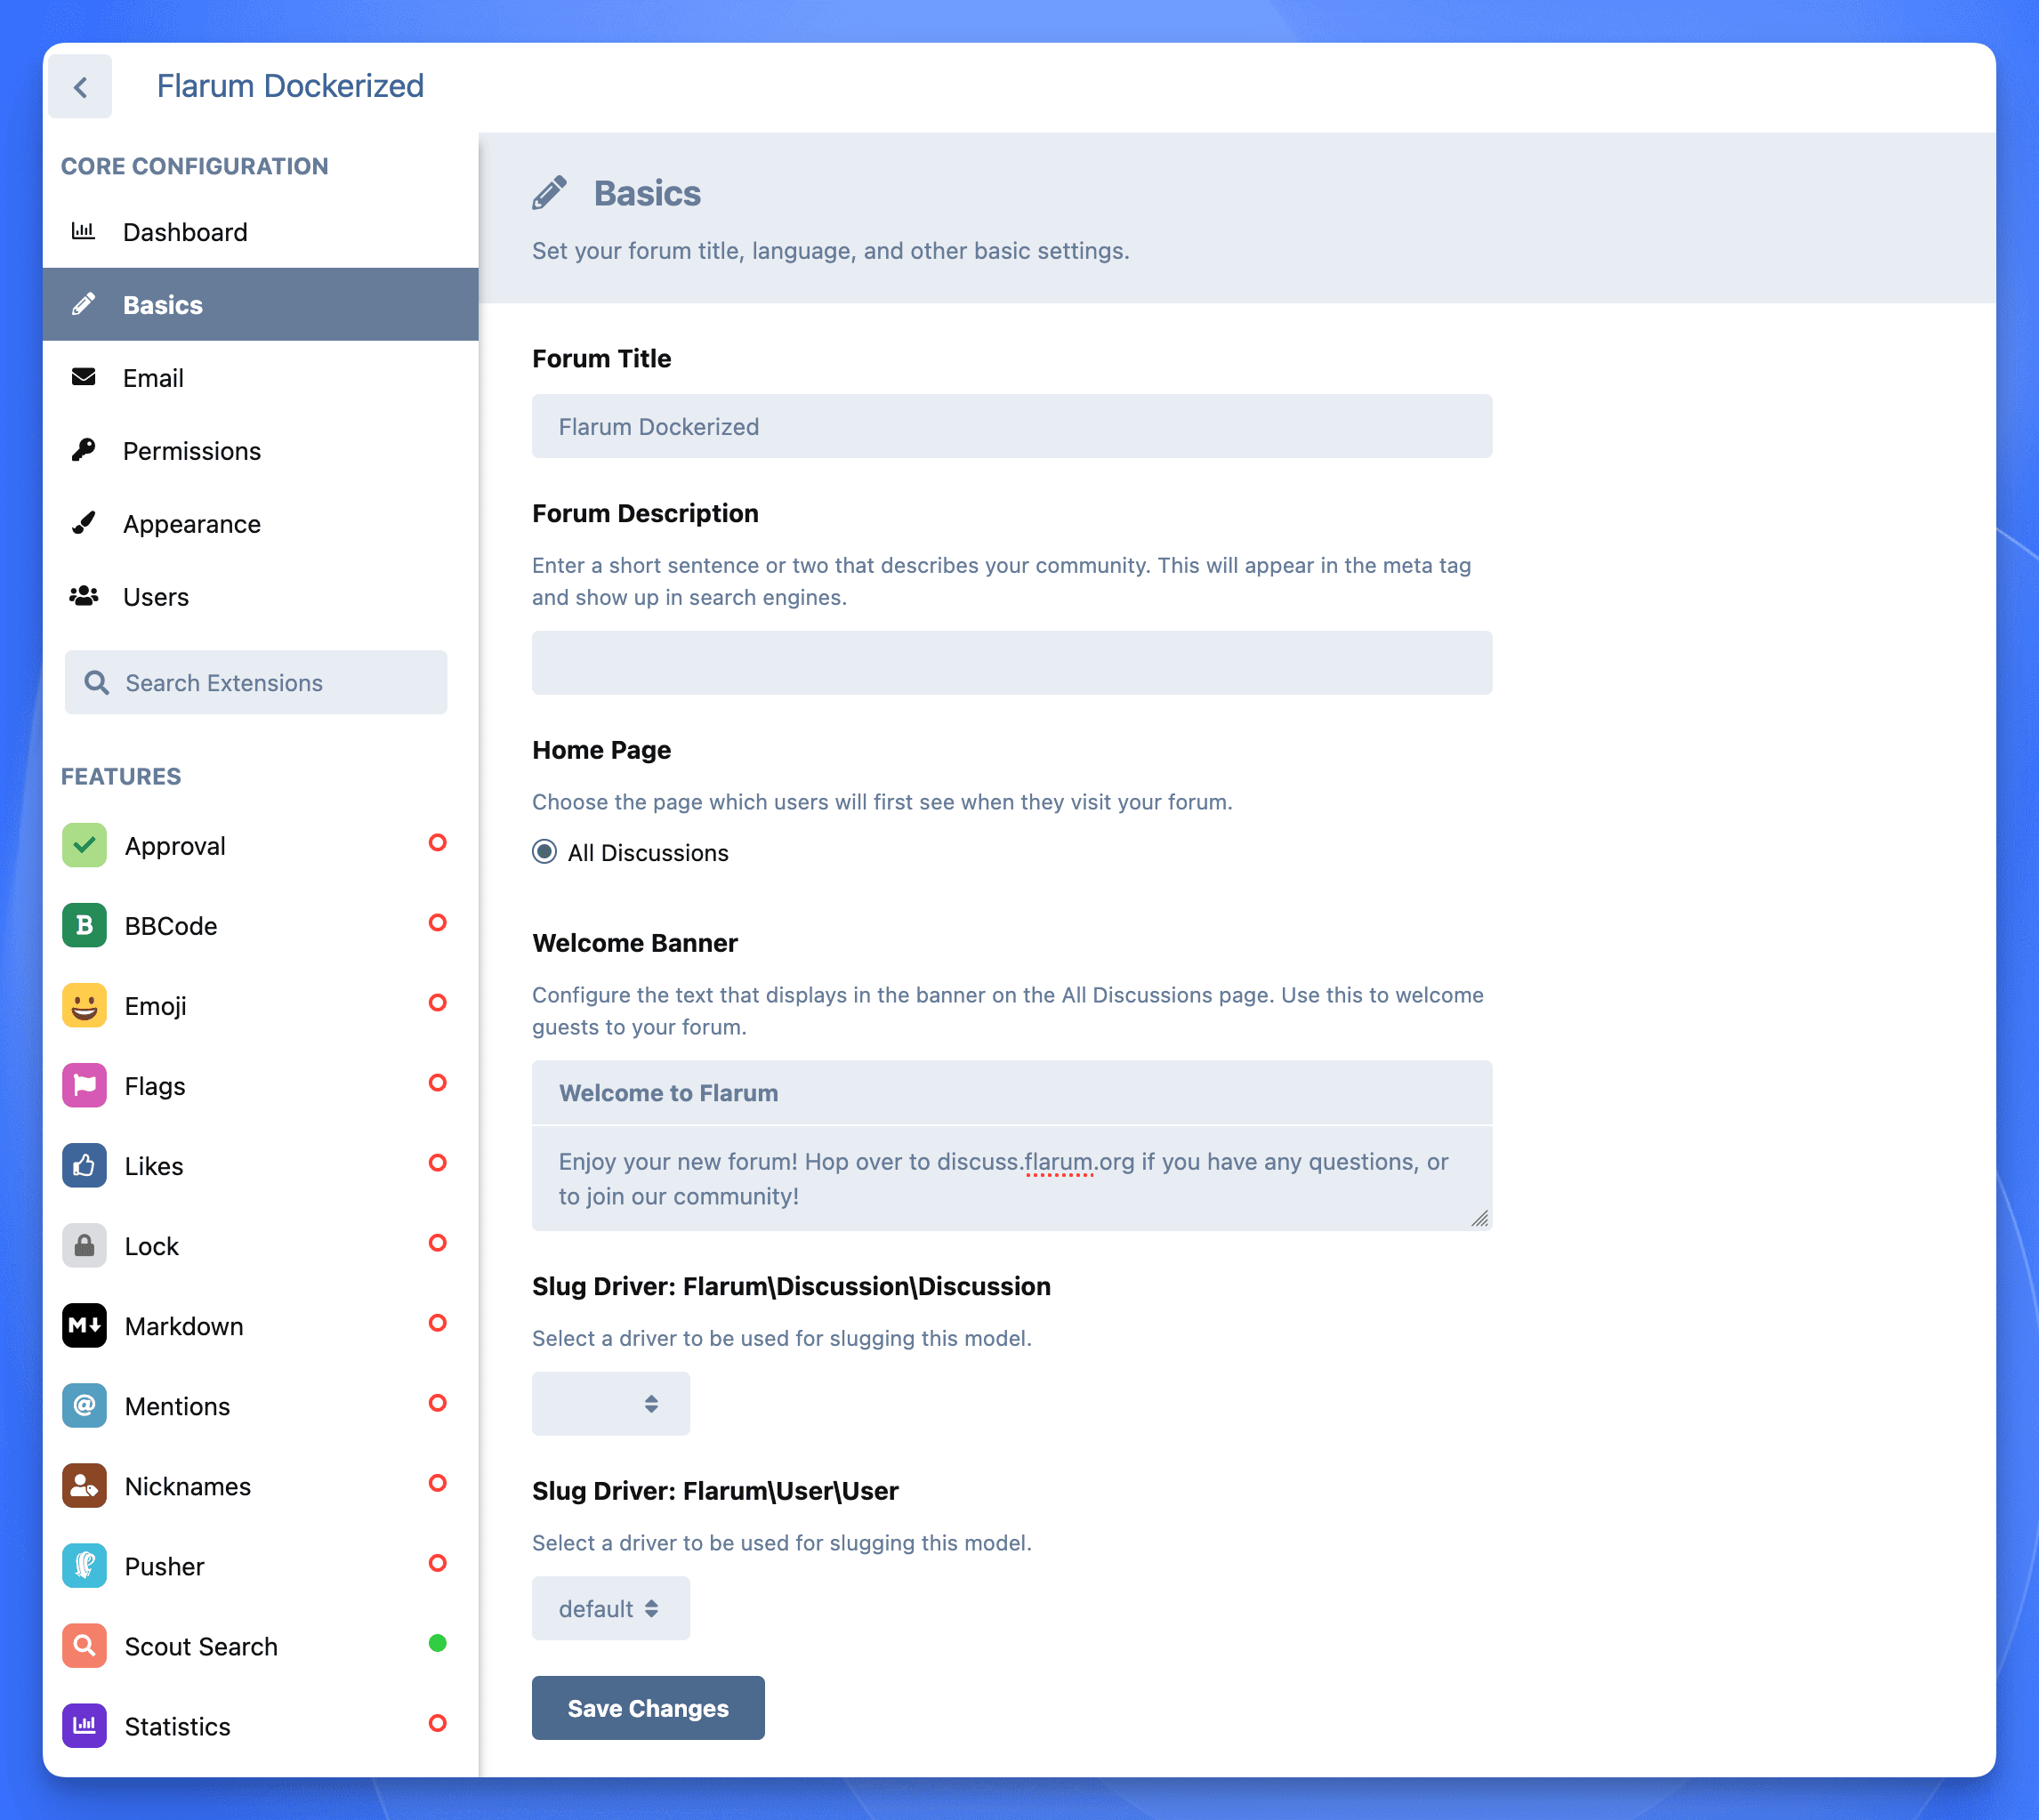 Flarum Dockerized
CORE CONFIGURATION
Dashboard
Basics
Email
Permissions
Appearance
Users
Search Extensions
FEATURES
Approval
B
BBCode
Emoji
Flags
Likes
Lock
M
Markdown
@
Mentions
Nicknames
Pusher
Scout Search
Statistics
Basics
Set your forum title, language, and other basic settings.
Forum Title
Flarum Dockerized
Forum Description
Enter a short sentence or two that describes your community. This will appear in the meta tag
and show up in search engines.
Home Page
Choose the page which users will first see when they visit your forum.
All Discussions
Welcome Banner
Configure the text that displays in the banner on the All Discussions page. Use this to welcome
guests to your forum.
Welcome to Flarum
Enjoy your new forum! Hop over to discuss.flarum.org if you have any questions, or
to join our community!
Slug Driver: Flarum\Discussion\Discussion
Select a driver to be used for slugging this model.
Slug Driver: Flarum\User\User
Select a driver to be used for slugging this model.
default
Save Changes